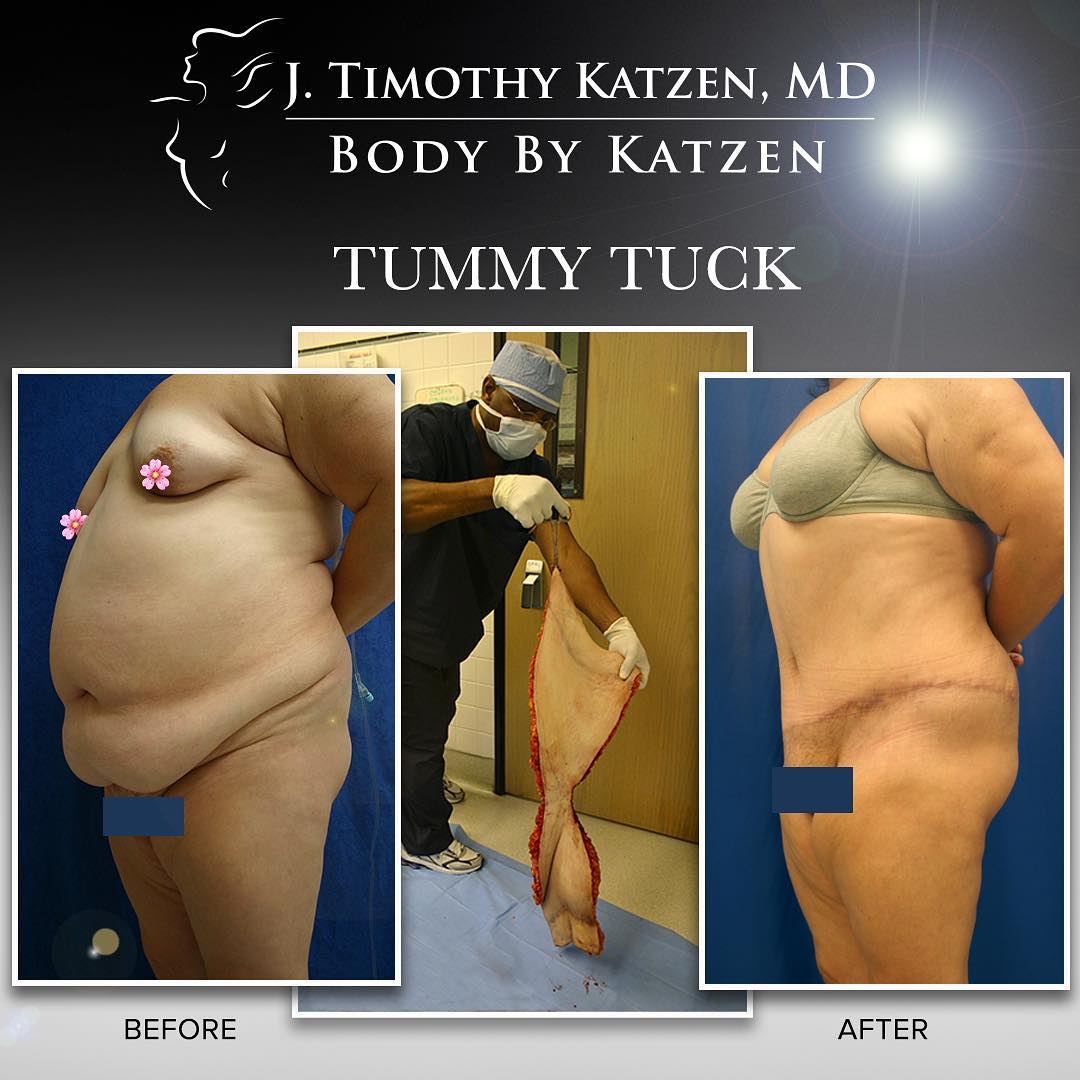 J. TIMOTHY KATZEN, MD
BODY BY KATZEN
TUMMY TUCK
BEFORE
AFTER